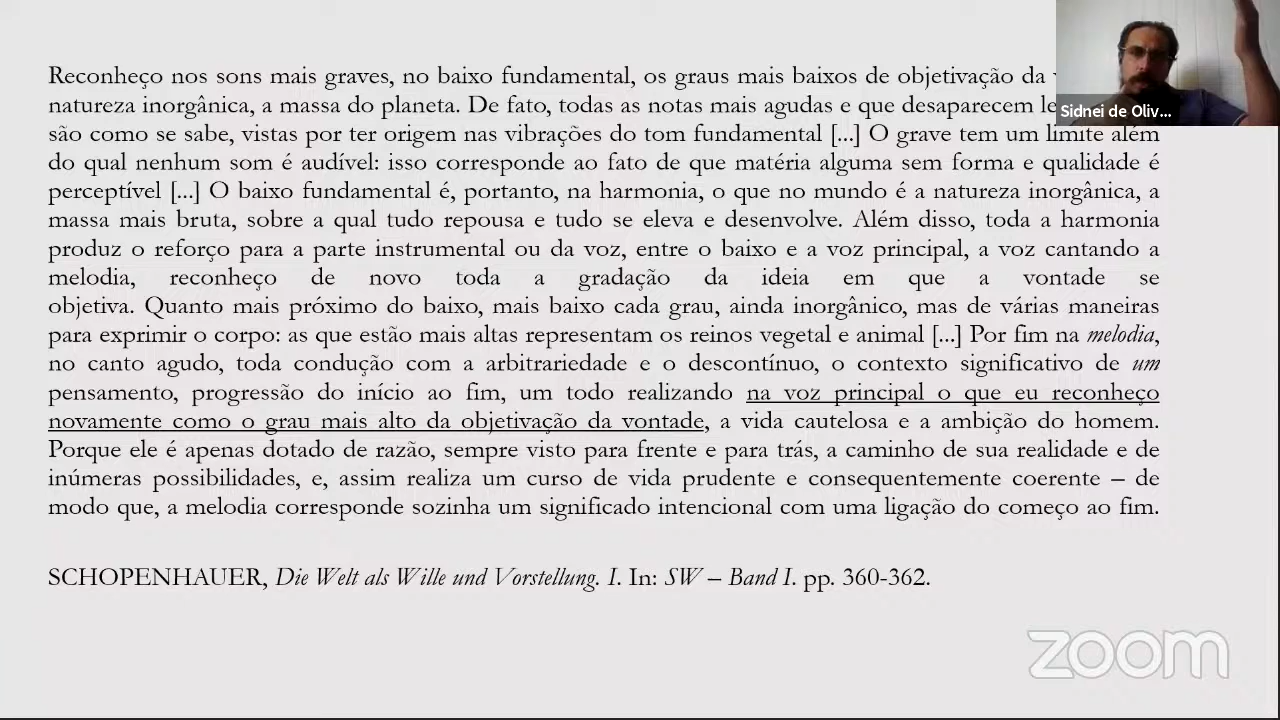 Reconheço nos sons mais graves, no baixo fundamental, os graus mais baixos de objetivação da
natureza inorgânica, a massa do planeta. De fato, todas as notas mais agudas e que desaparecem
são como se sabe, vistas por ter origem nas vibrações do tom fundamental [...] O grave tem um limite além
do qual nenhum som é audível: isso corresponde ao fato de que matéria alguma sem forma e qualidade é
perceptível [...] O baixo fundamental é, portanto, na harmonia, o que no mundo é a natureza inorgânica, a
massa mais bruta, sobre a qual tudo repousa e tudo se eleva e desenvolve. Além disso, toda a harmonia
produz o reforço para a parte instrumental ou da voz, entre o baixo e a voz principal, a voz cantando a
melodia, reconheço de novo toda a gradação da ideia em que a vontade se
objetiva. Quanto mais próximo do baixo, mais baixo cada grau, ainda inorgânico, mas de várias maneiras
para exprimir o corpo: as que estão mais altas representam os reinos vegetal e animal [...] Por fim na melodia,
no canto agudo, toda condução com a arbitrariedade e o descontínuo, o contexto significativo de um
pensamento, progressão do início ao fim, um todo realizando na voz principal o que eu reconheço
novamente como o grau mais alto da objetivação da vontade, a vida cautelosa e a ambição do homem.
Porque ele é apenas dotado de razão, sempre visto para frente e para trás, a caminho de sua realidade e de
inúmeras possibilidades, e, assim realiza um curso de vida prudente e consequentemente coerente – de
modo que, a melodia corresponde sozinha um significado intencional com uma ligação do começo ao fim.
SCHOPENHAUER, Die Welt als Wille und Vorstellung. I. In: SW – Band I. pp. 360-362.
Sidnei de Oliv...
zoom